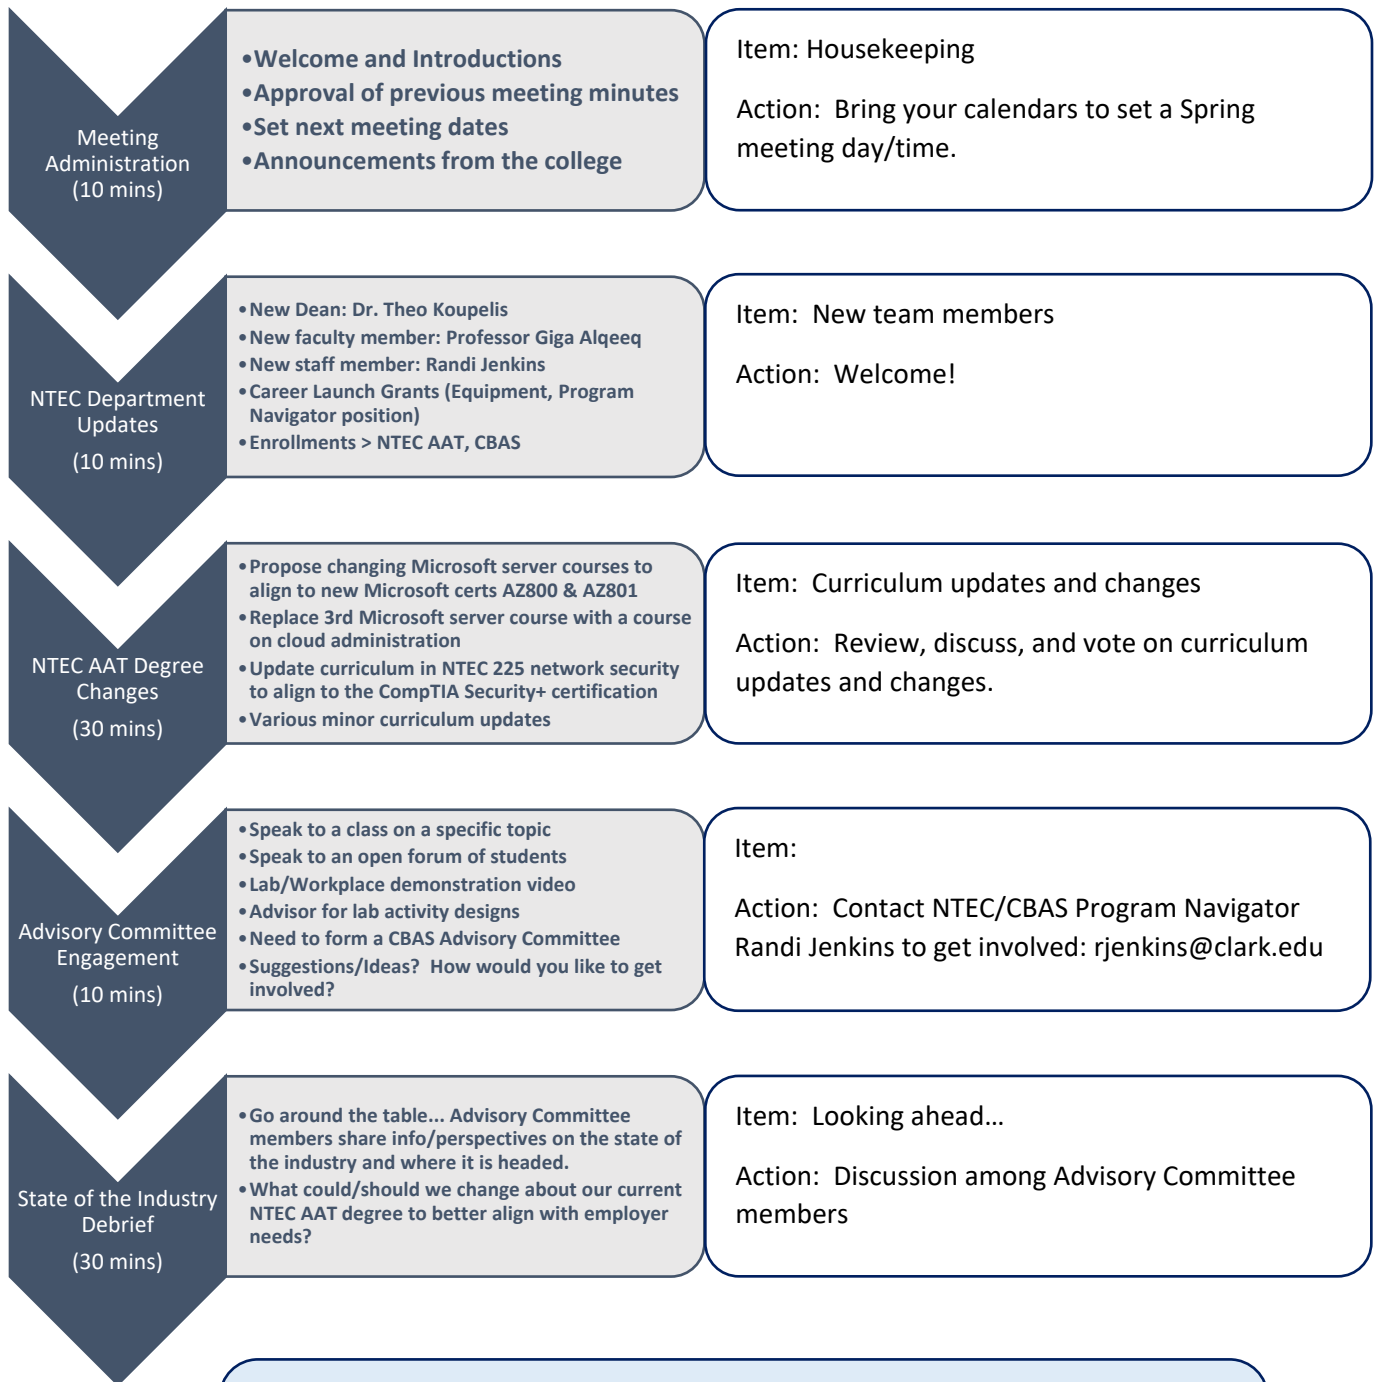 Meeting
Administration
(10 mins)
•Welcome and Introductions
•Approval of previous meeting minutes
•Set next meeting dates
•Announcements from the college
Item: Housekeeping
Action:  Bring your calendars to set a Spring
meeting day/time.
NTEC Department
Updates
(10 mins)
•New Dean: Dr. Theo Koupelis
•New faculty member: Professor Giga Alqeeq
•New staff member: Randi Jenkins
•Career Launch Grants (Equipment, Program
Navigator position)
•Enrollments > NTEC AAT, CBAS
Item:  New team members
Action:  Welcome!
NTEC AAT Degree
Changes
(30 mins)
•Propose changing Microsoft server courses to
align to new Microsoft certs AZ800 & AZ801
•Replace 3rd Microsoft server course with a course
on cloud administration
•Update curriculum in NTEC 225 network security
to align to the CompTIA Security+ certification
•Various minor curriculum updates
Item:  Curriculum updates and changes
Action:  Review, discuss, and vote on curriculum
updates and changes.
Advisory Committee
Engagement
(10 mins)
•Speak to a class on a specific topic
•Speak to an open forum of students
•Lab/Workplace demonstration video
•Advisor for lab activity designs
•Need to form a CBAS Advisory Committee
•Suggestions/Ideas?  How would you like to get
involved?
Item:
Action:  Contact NTEC/CBAS Program Navigator
Randi Jenkins to get involved: rjenkins@clark.edu
State of the Industry
Debrief
(30 mins)
•Go around the table... Advisory Committee
members share info/perspectives on the state of
the industry and where it is headed.
•What could/should we change about our current
NTEC AAT degree to better align with employer
needs?
Item:  Looking ahead…
Action:  Discussion among Advisory Committee
members